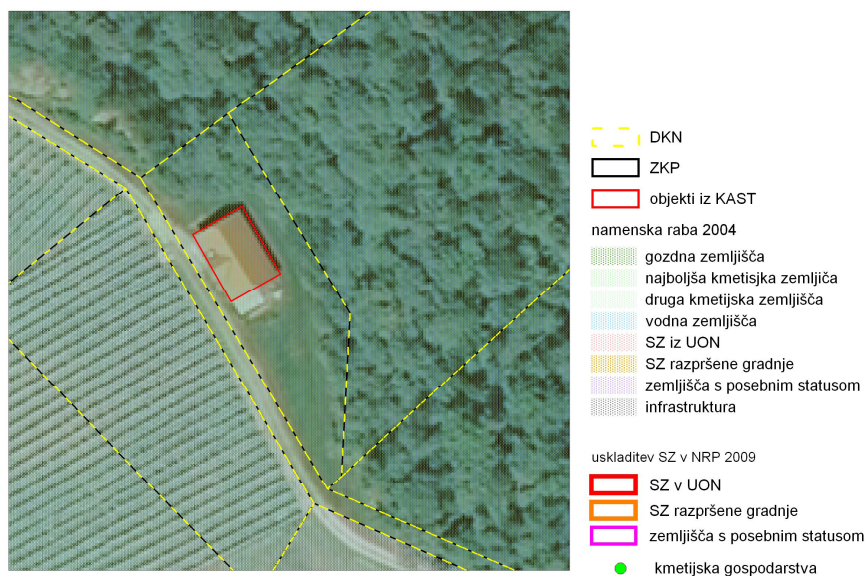 DKN
ZKP
objekti iz KAST
namenska raba 2004
gozdna zemljišča
najboljša kmetisjka zemljiča
druga kmetijska zemljišča
vodna zemljišča
SZ iz UON
SZ razpršene gradnje
zemljišča s posebnim statusom
infrastruktura
uskladitev SZ v NRP 2009
SZ v UON
SZ razpršene gradnje
zemljišča s posebnim statusom
kmetijska gospodarstva